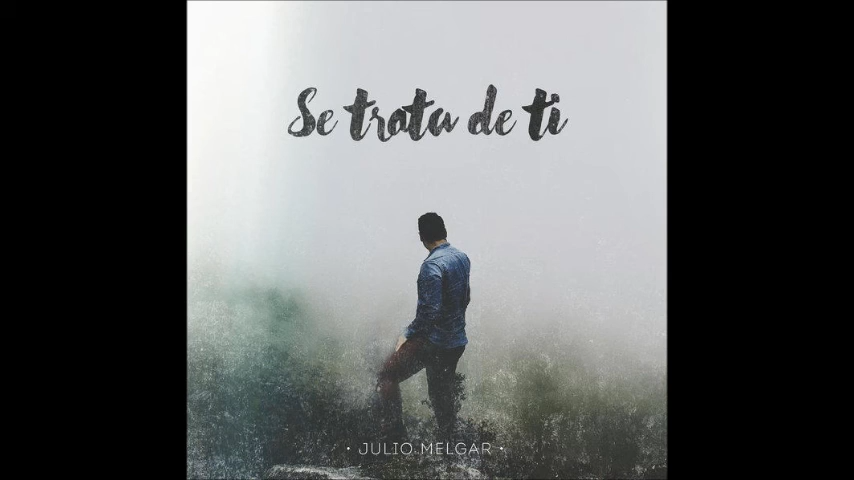 Se trata de ti
• JULIO MELGAR •